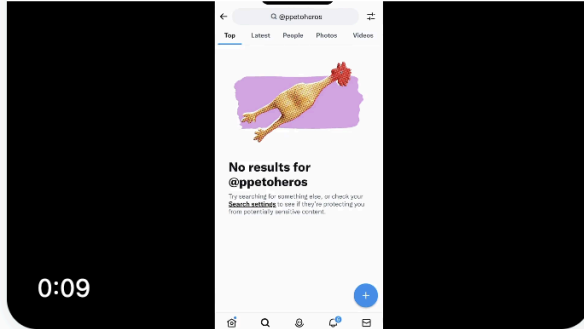 @ppetoheros
Top Latest People Photos Videos
No results for
@ppetoheros
Try searching for something else, or check your
Search settings to see if they're protecting you
from potentially sensitive content.
0:09
+